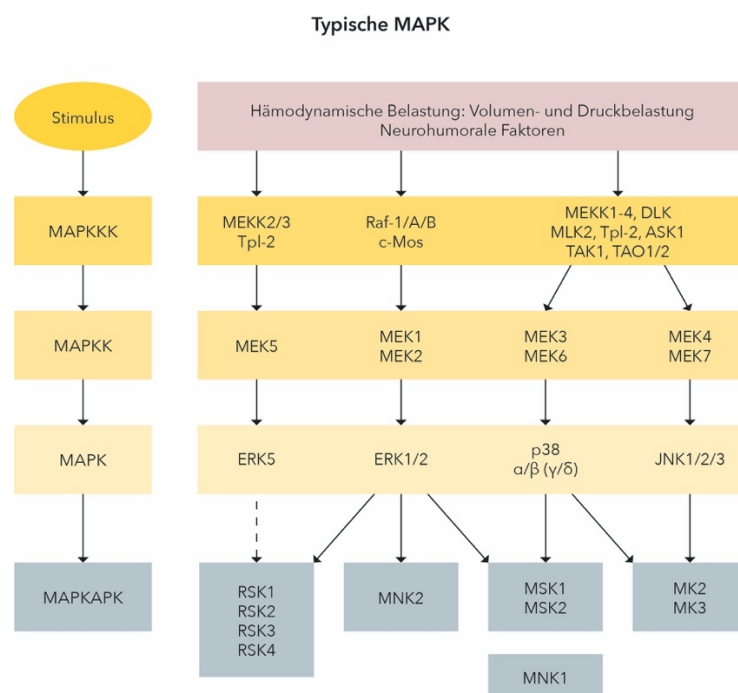 Typische MAPK
Stimulus
Hämodynamische Belastung: Volumen- und Druckbelastung
Neurohumorale Faktoren
MAPKKK
MEKK2/3
Tpl-2
Raf-1/A/B
c-Mos
MEKK1-4, DLK
MLK2, Tpl-2, ASK1
TAK1, TAO1/2
MAPKK
MEK5
MEK1
MEK2
MEK3
MEK6
MEK4
MEK7
MAPK
ERK5
ERK1/2
p38
α/β (γ/δ)
JNK1/2/3
MAPKAPK
RSK1
RSK2
RSK3
RSK4
MNK2
MSK1
MSK2
MK2
MK3
MNK1